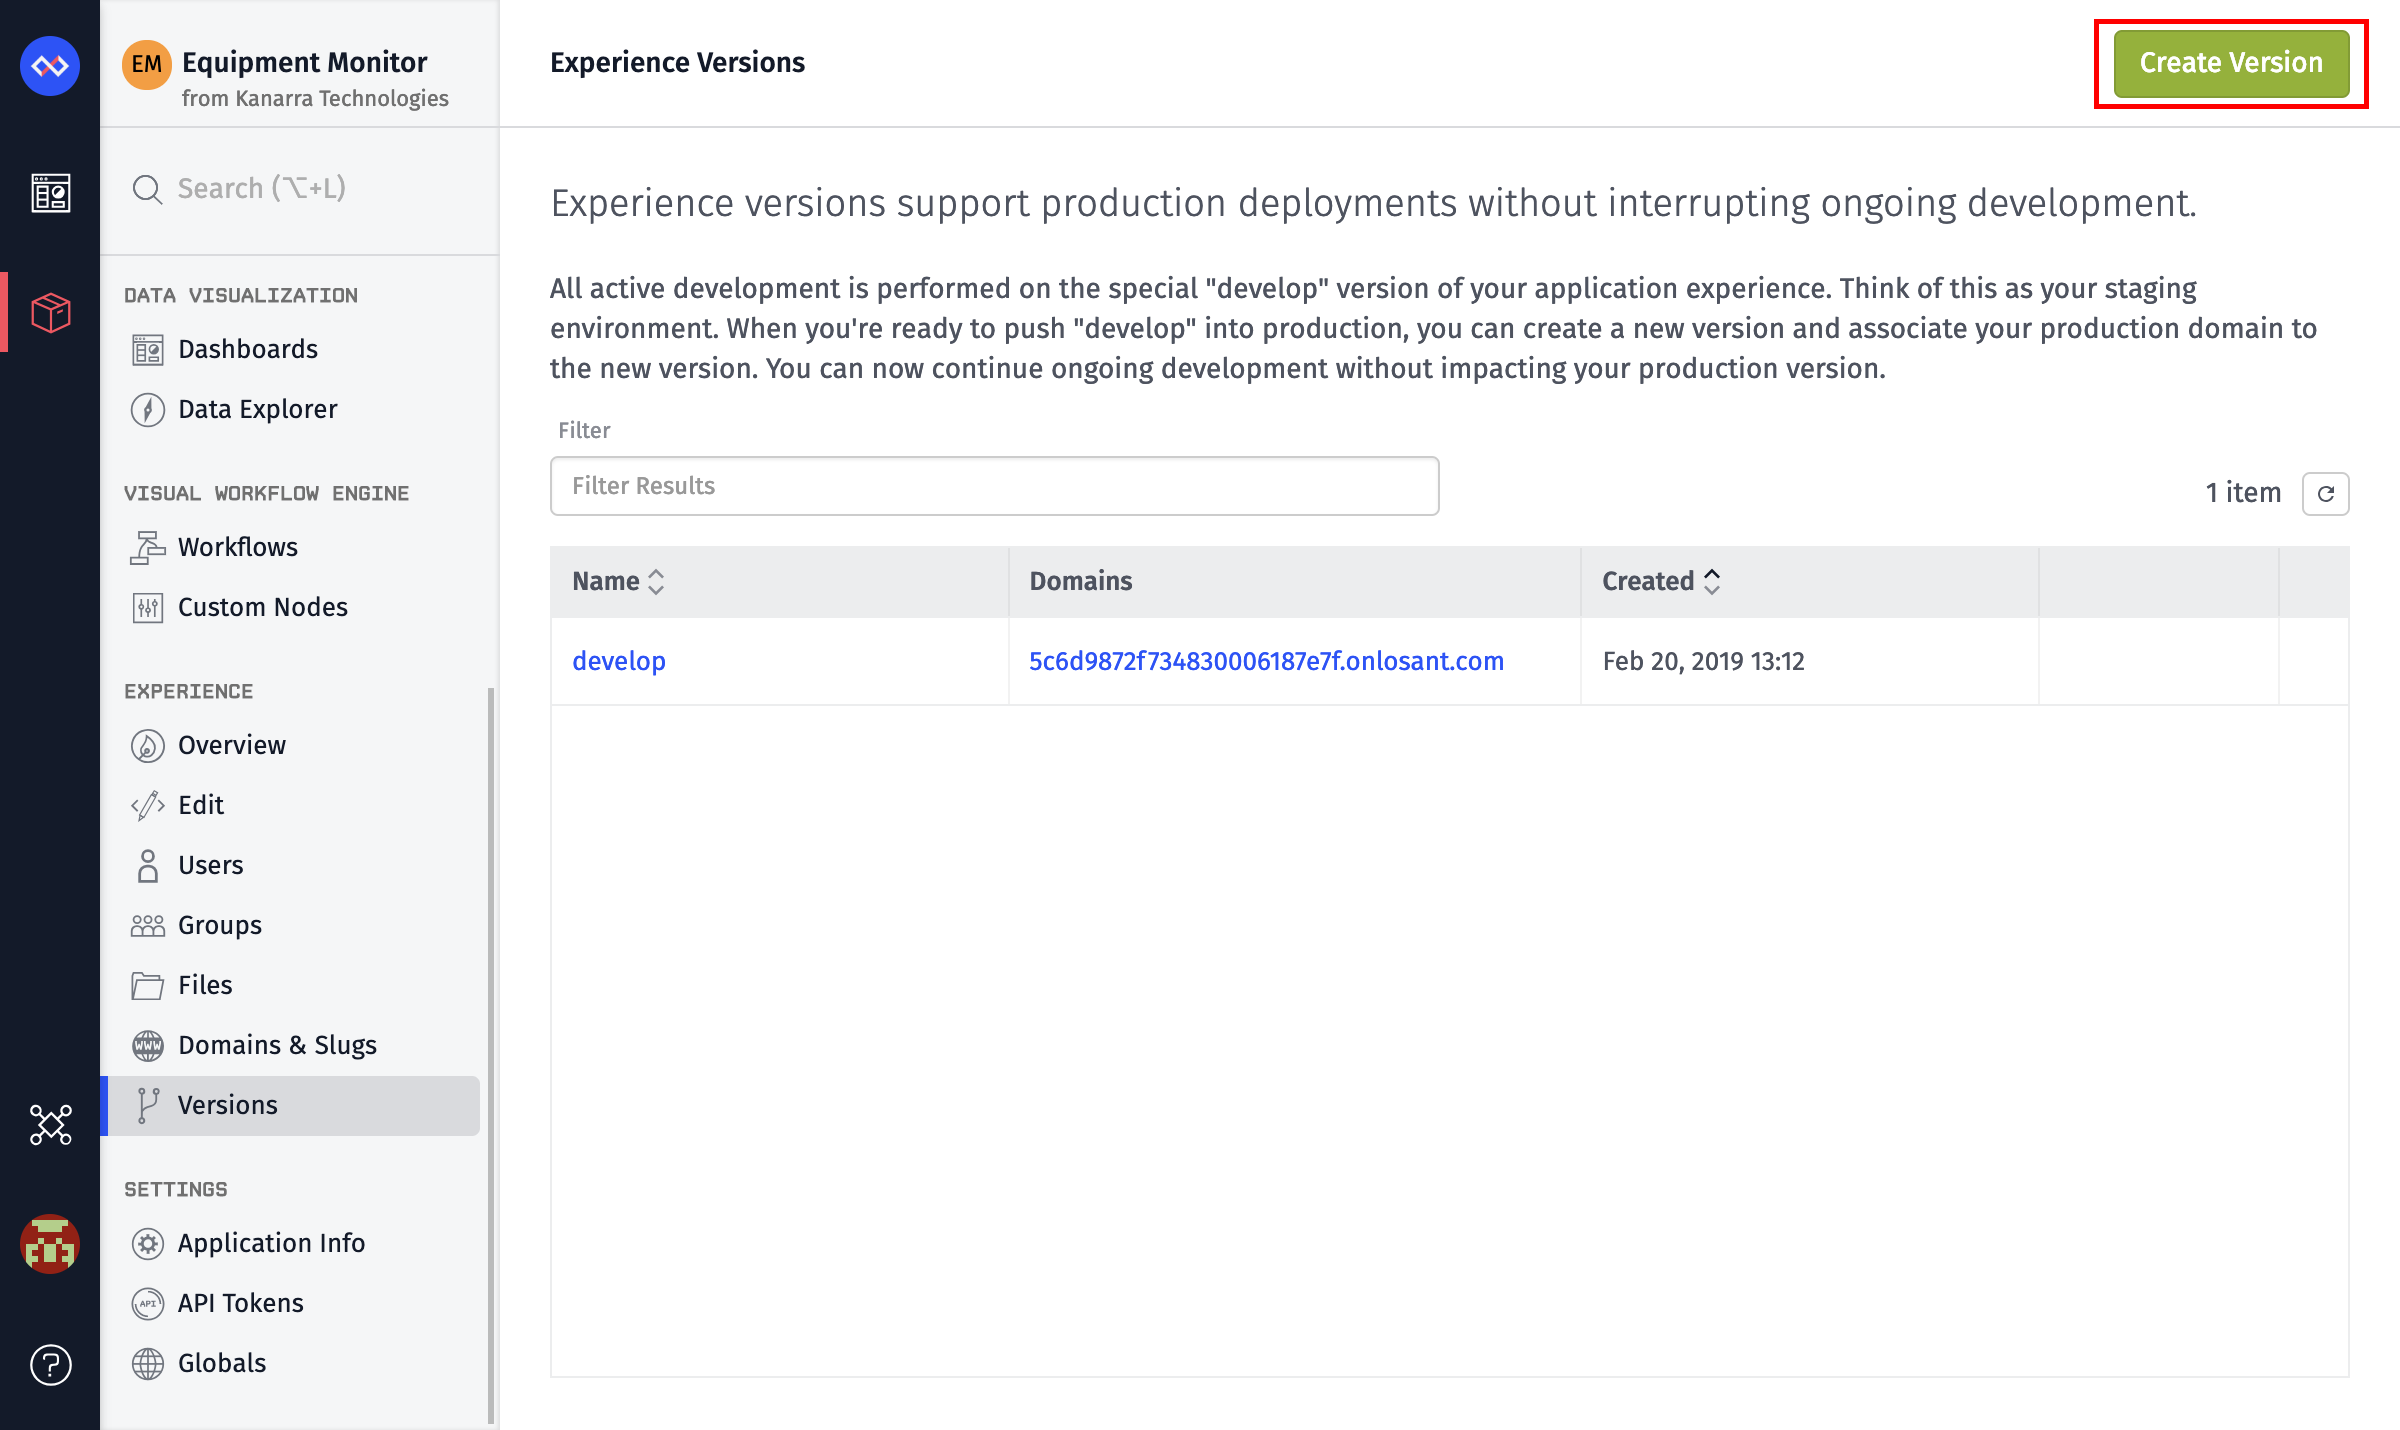 EM
Equipment Monitor
from Kanarra Technologies
Experience Versions
Create Version
Search (⌥+L)
DATA VISUALIZATION
Dashboards
Data Explorer
VISUAL WORKFLOW ENGINE
Workflows
Custom Nodes
EXPERIENCE
Overview
Edit
Users
Groups
Files
WWW
Domains & Slugs
Versions
SETTINGS
Application Info
API
API Tokens
Globals
?
Experience versions support production deployments without interrupting ongoing development.
All active development is performed on the special "develop" version of your application experience. Think of this as your staging
environment. When you're ready to push "develop" into production, you can create a new version and associate your production domain to
the new version. You can now continue ongoing development without impacting your production version.
Filter
Filter Results
1 item
Name Domains Created
develop 5c6d9872f734830006187e7f.onlosant.com Feb 20, 2019 13:12